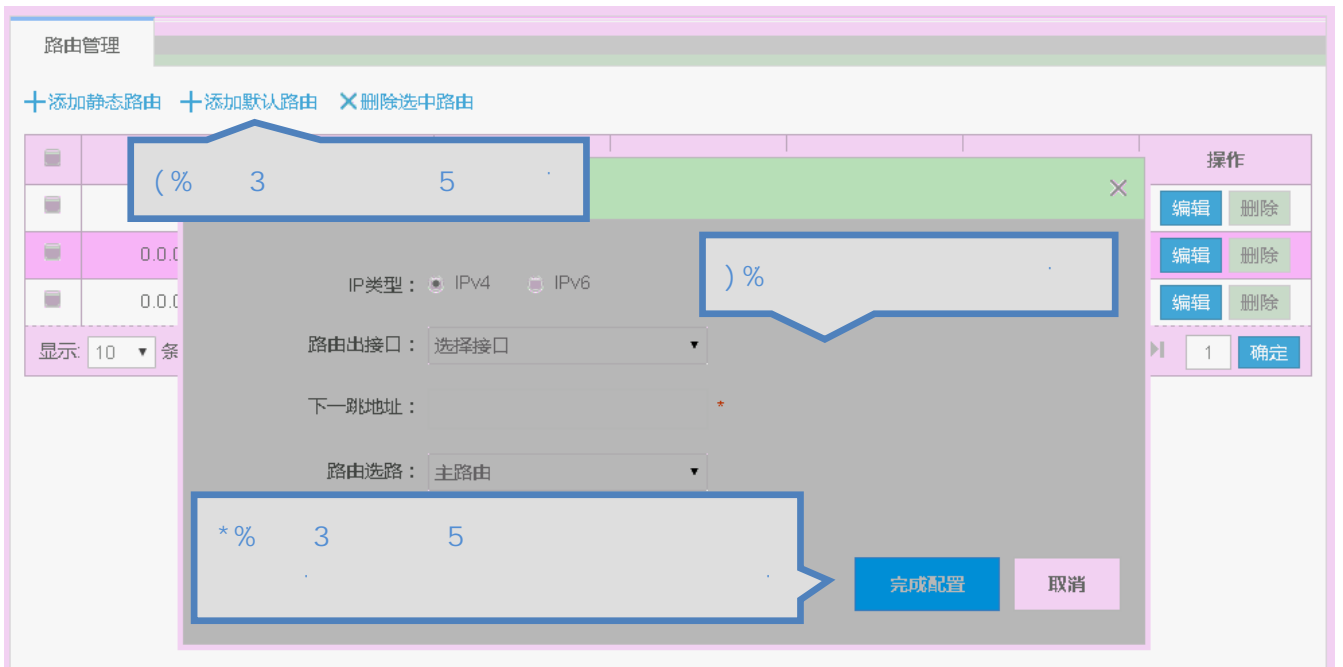 路由管理
添加静态路由 添加默认路由 删除选中路由
操作
(% 3 5
编辑 删除
0.0.0
编辑 删除
IP类型: IPv4 IPv6
)%
0.0.0
编辑 删除
路由出接口: 选择接口
显示: 10 条
1 确定
下一跳地址: *
路由选路: 主路由
*% 3 5
完成配置 取消